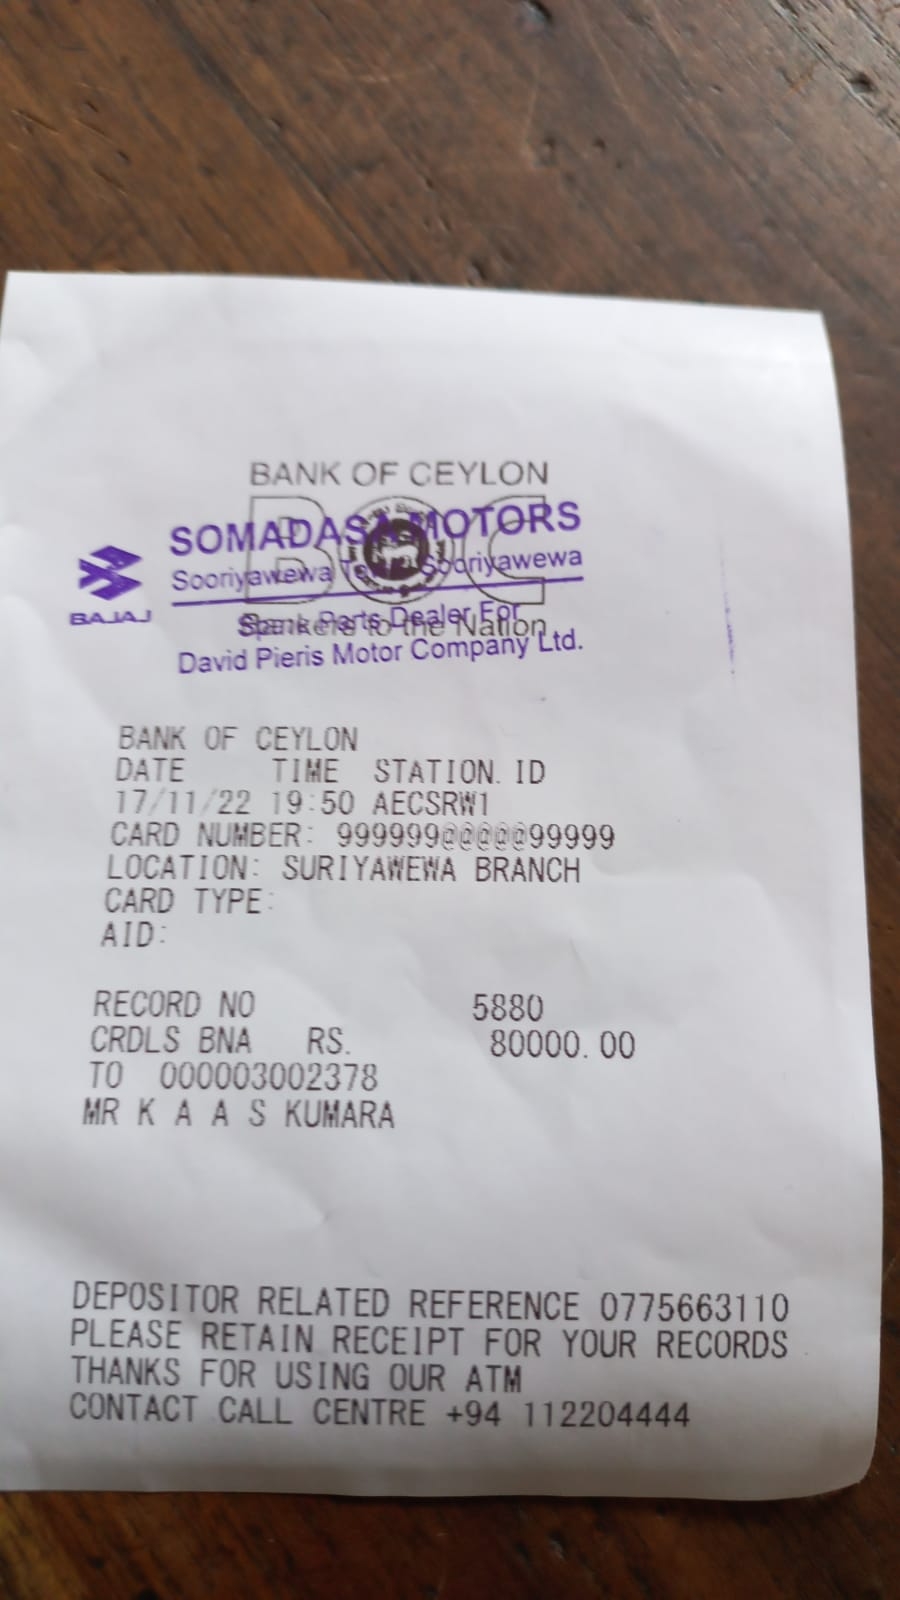 BANK OF CEYLON
BOC
SOMADASA MOTORS
Sooriyawewa Sooriyawewa
BAJAJ
Bankers to the Nation
Spare Parts Dealer For
David Pieris Motor Company Ltd.
BANK OF CEYLON
DATE TIME STATION. ID
17/11/22 19:50 AECSRW1
CARD NUMBER: 999999@@@@@99999
LOCATION: SURIYAWEWA BRANCH
CARD TYPE:
AID:
RECORD NO 5880
CRDLS BNA RS. 80000.00
TO 000003002378
MR K A A S KUMARA
DEPOSITOR RELATED REFERENCE 0775663110
PLEASE RETAIN RECEIPT FOR YOUR RECORDS
THANKS FOR USING OUR ATM
CONTACT CALL CENTRE +94 112204444